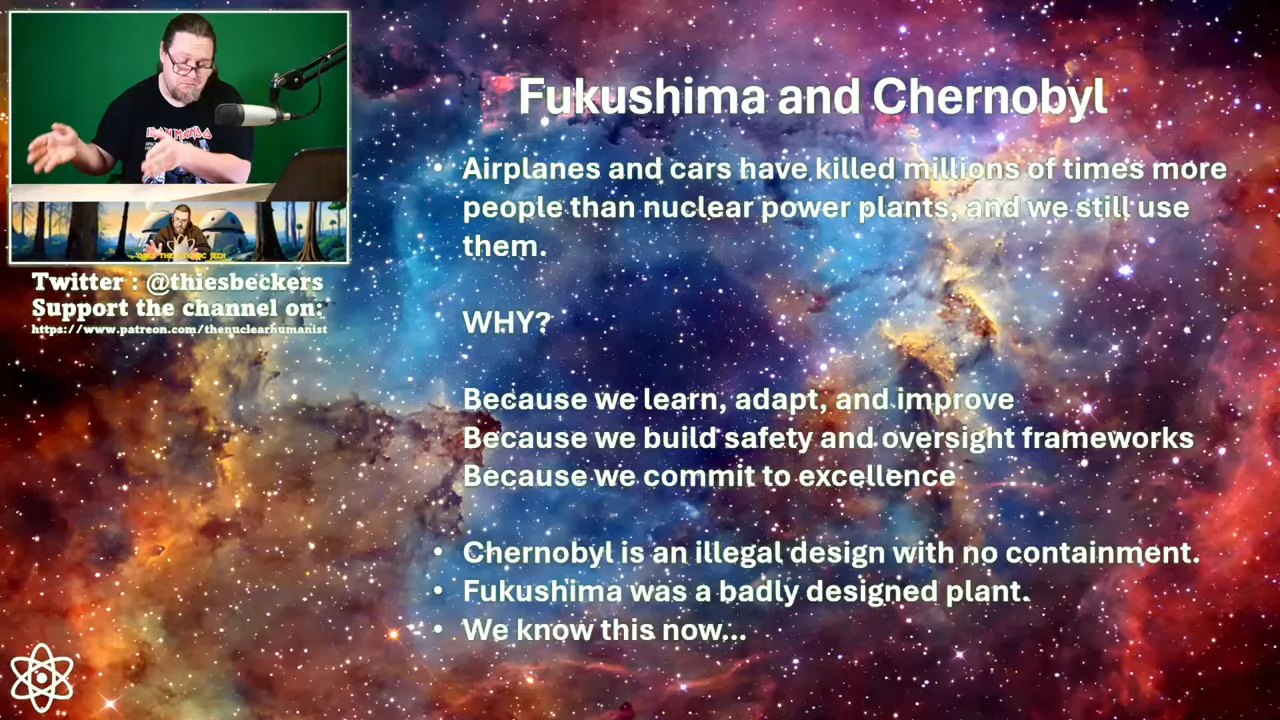 Fukushima and Chernobyl
• Airplanes and cars have killed millions of times more
people than nuclear power plants, and we still use
them.
WHY?
Because we learn, adapt, and improve
Because we build safety and oversight frameworks
Because we commit to excellence
• Chernobyl is an illegal design with no containment.
• Fukushima was a badly designed plant.
• We know this now...
IRON MAIDEN
Twitter : @thiesbeckers
Support the channel on:
https://www.patreon.com/thenuclearhumanist